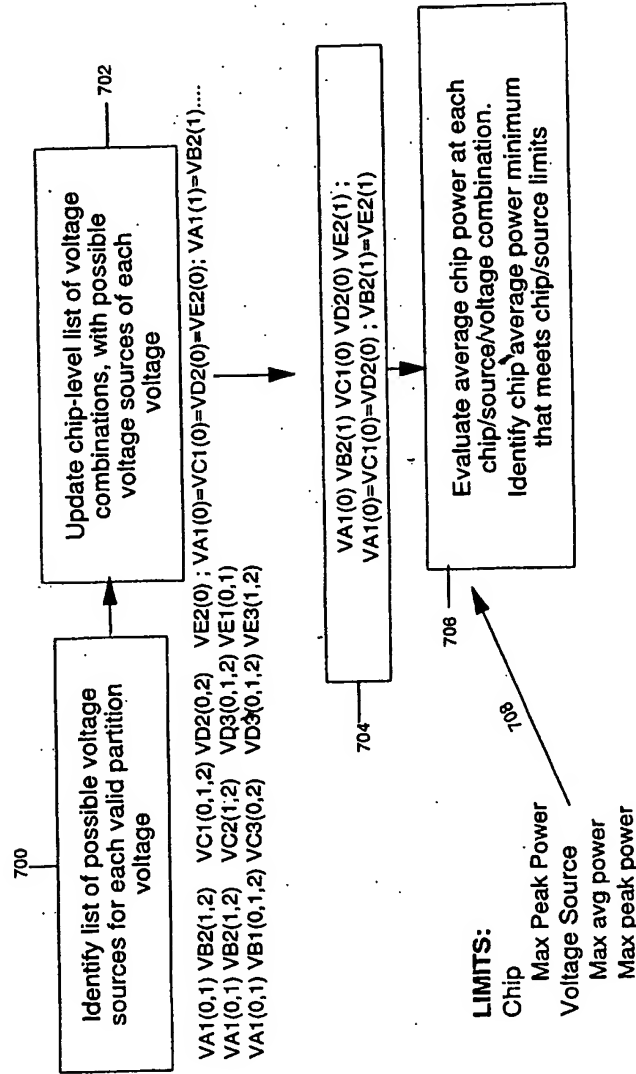 700
Identify list of possible voltage
sources for each valid partition
voltage
702
Update chip-level list of voltage
combinations, with possible
voltage sources of each
voltage
VA1(0,1) VB2(1,2) VC1(0,1,2) VD2(0,2) VE2(0) ; VA1(0)=VC1(0)=VD2(0)=VE2(0); VA1(1)=VB2(1)....
VA1(0,1) VB2(1,2) VC2(1,2) VD3(0,1,2) VE1(0,1)
VA1(0,1) VB1(0,1,2) VC3(0,2) VD3(0,1,2) VE3(1,2)
704
VA1(0) VB2(1) VC1(0) VD2(0) VE2(1) ;
VA1(0)=VC1(0)=VD2(0) ; VB2(1)=VE2(1)
706
Evaluate average chip power at each
chip/source/voltage combination.
Identify chip average power minimum
that meets chip/source limits
708
LIMITS:
Chip
Max Peak Power
Voltage Source
Max avg power
Max peak power